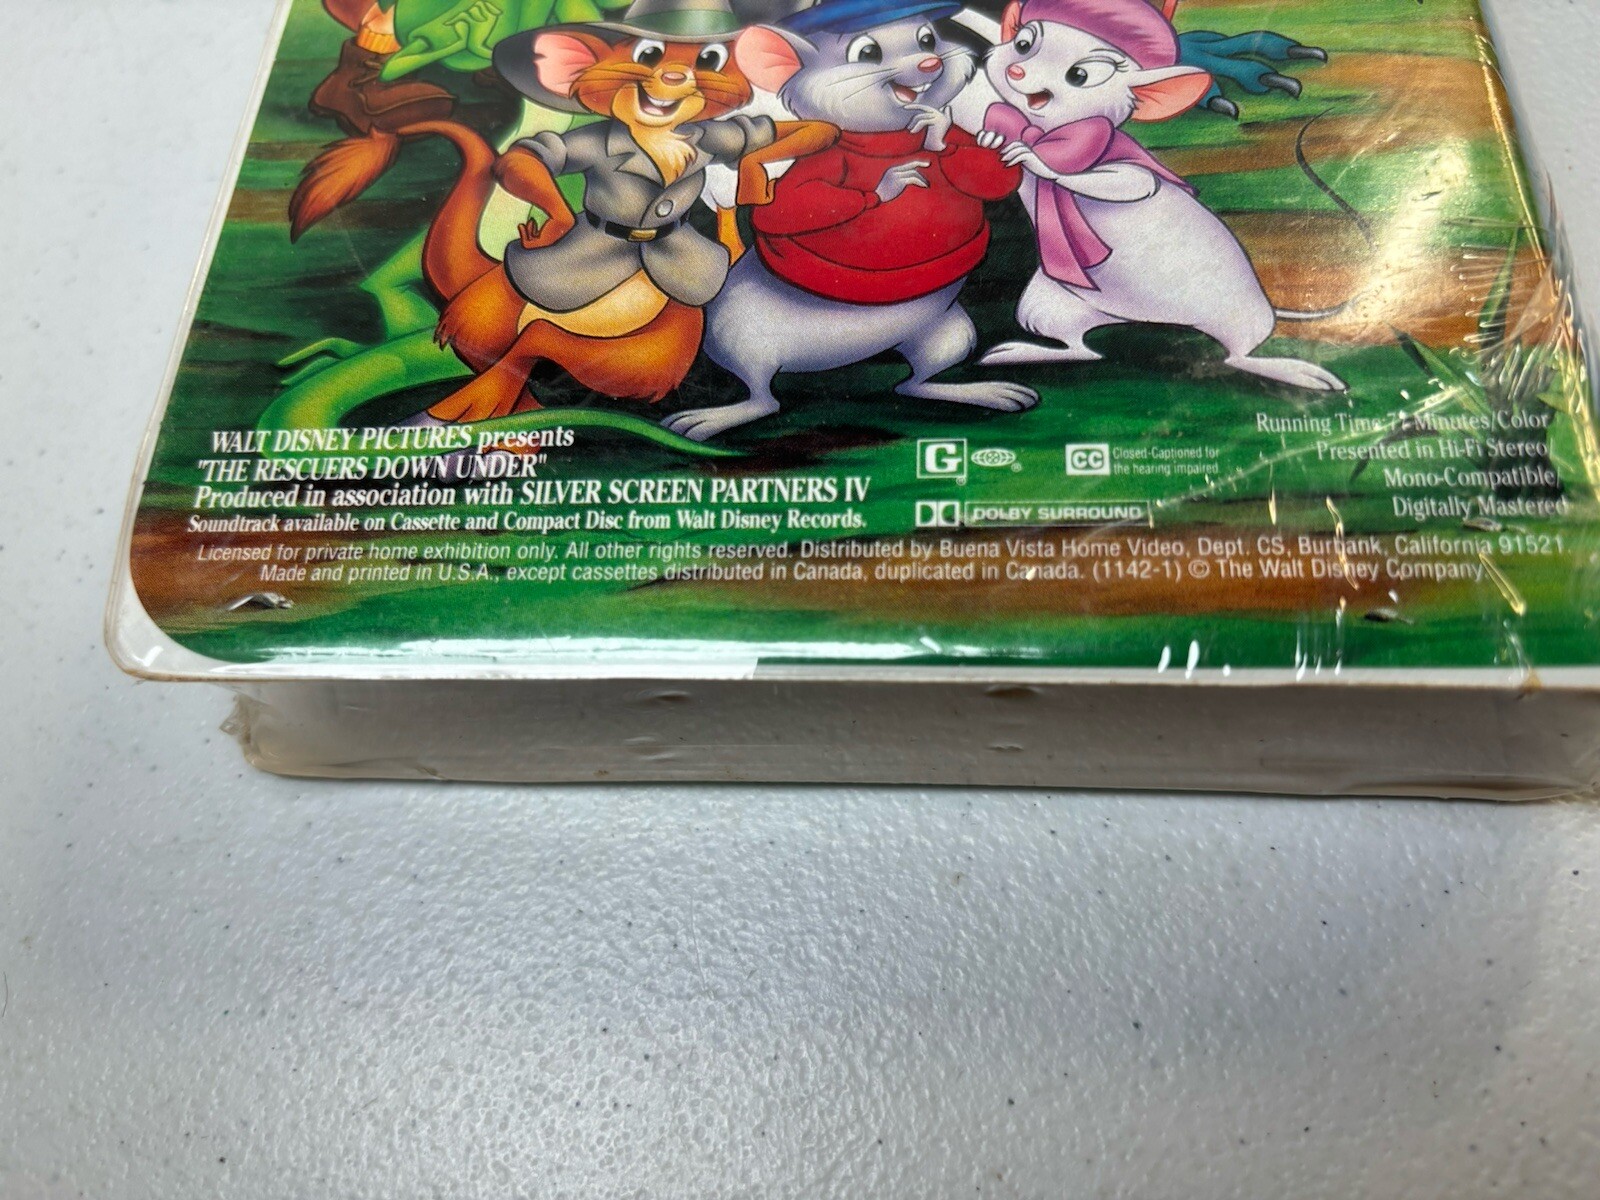 WALT DISNEY PICTURES presents
"THE RESCUERS DOWN UNDER"
Produced in association with SILVER SCREEN PARTNERS IV
Soundtrack available on Cassette and Compact Disc from Walt Disney Records.
G
CC Closed-Captioned for
the hearing impaired
DOLBY SURROUND
Running Time: Minutes/Color
Presented in Hi-Fi Stereo
Mono-Compatible
Digitally Mastered
Licensed for private home exhibition only. All other rights reserved. Distributed by Buena Vista Home Video, Dept. CS, Burbank, California 91521.
Made and printed in U.S.A., except cassettes distributed in Canada, duplicated in Canada. (1142-1) © The Walt Disney Company.